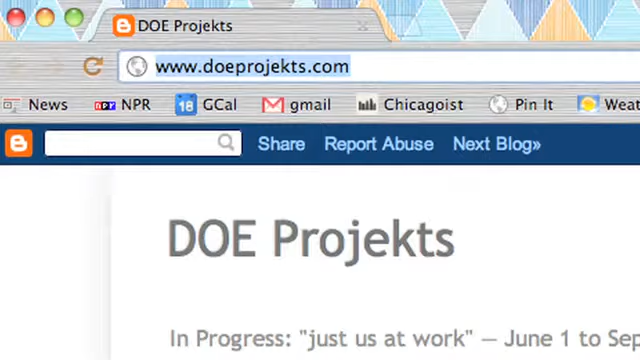 DOE Projekts
www.doeprojekts.com
News NPR GCal gmail Chicagoist Pin It
18
Share Report Abuse Next Blog»
DOE Projekts
In Progress: "just us at work" — June 1 to